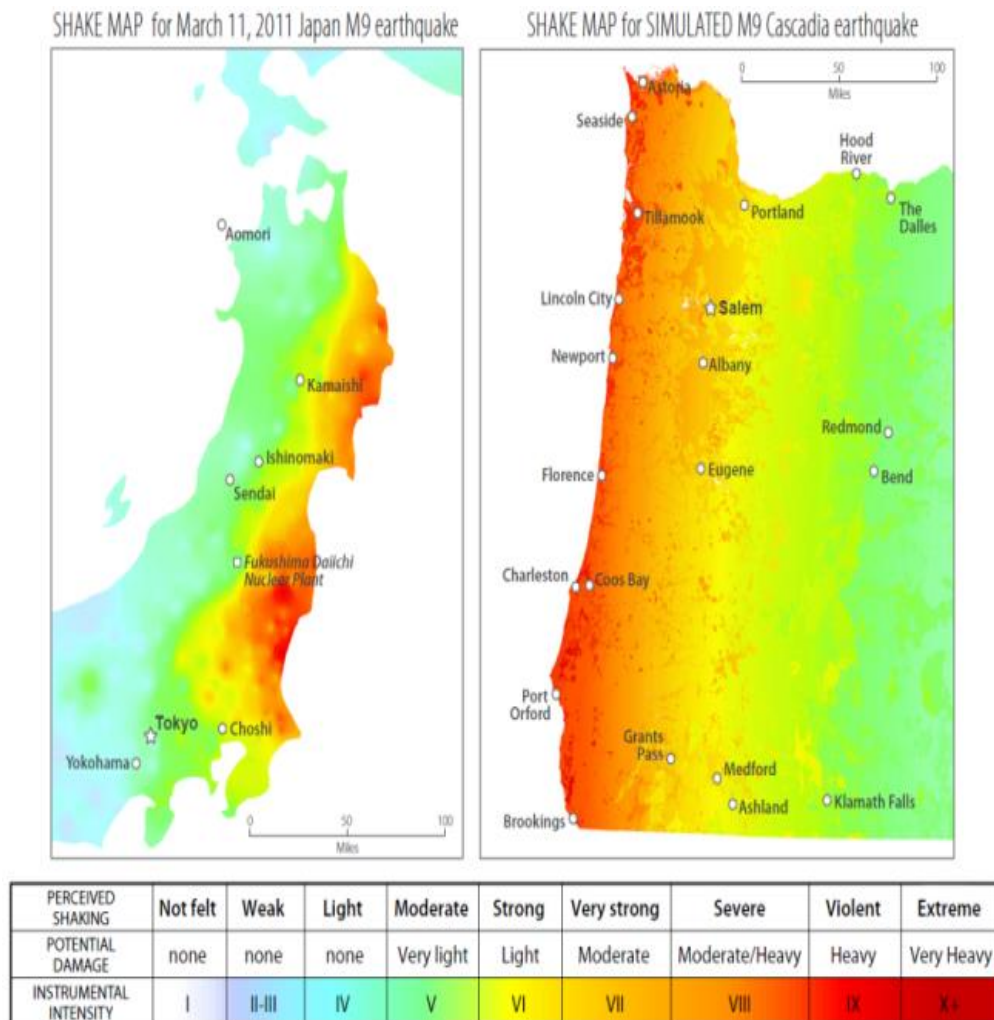 SHAKE MAP for March 11, 2011 Japan M9 earthquake
Aomori
Kamaishi
Ishinomaki
Sendai
Fukushima Daiichi
Nuclear Plant
Tokyo
Choshi
Yokohama
0 50 100
Miles
SHAKE MAP for SIMULATED M9 Cascadia earthquake
0 50 100
Miles
Astoria
Seaside
Hood
River
Tillamook
Portland
The
Dalles
Lincoln City
Salem
Newport
Albany
Redmond
Florence
Eugene
Bend
Charleston
Coos Bay
Port
Orford
Grants
Pass
Medford
Ashland
Klamath Falls
Brookings
PERCEIVED
SHAKING
Not felt Weak Light Moderate Strong Very strong Severe Violent Extreme
POTENTIAL
DAMAGE
none none none Very light Light Moderate Moderate/Heavy Heavy Very Heavy
INSTRUMENTAL
INTENSITY
I II-III IV V VI VII VIII IX X+